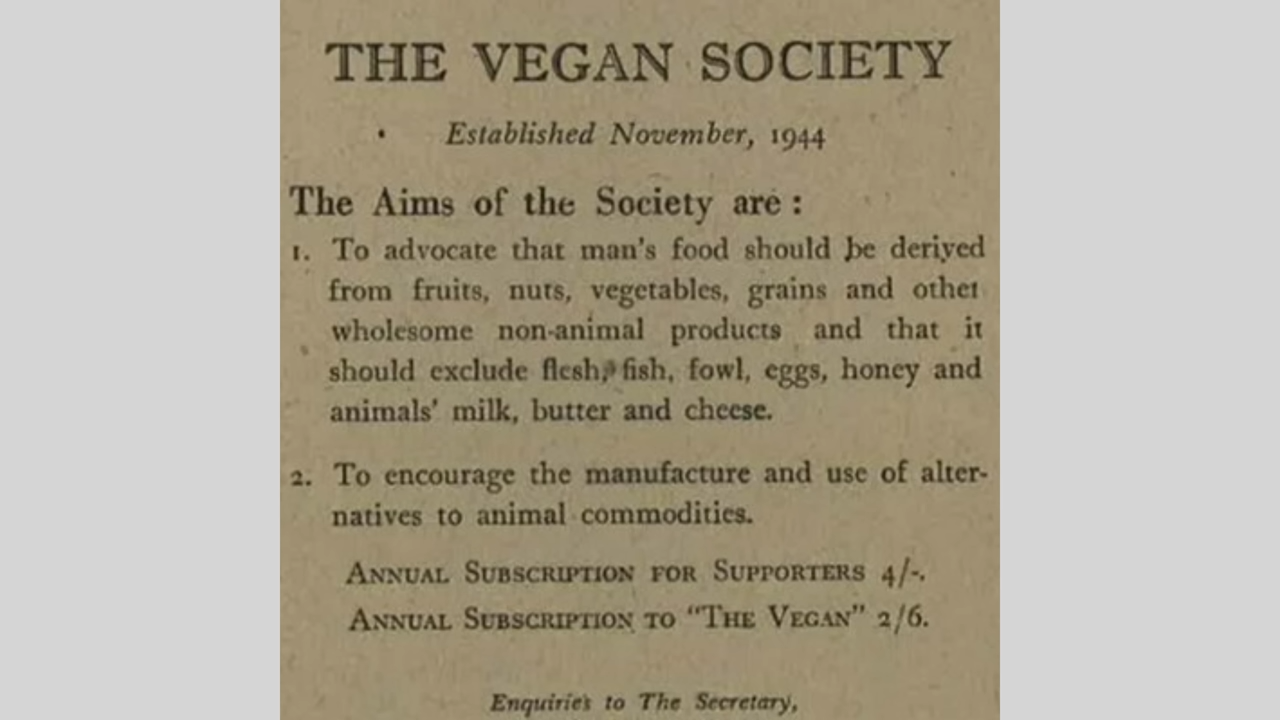 THE VEGAN SOCIETY
Established November, 1944
The Aims of the Society are :
1. To advocate that man's food should be derived
from fruits, nuts, vegetables, grains and other
wholesome non-animal products and that it
should exclude flesh, fish, fowl, eggs, honey and
animals' milk, butter and cheese.
2. To encourage the manufacture and use of alter-
natives to animal commodities.
ANNUAL SUBSCRIPTION FOR SUPPORTERS 4/-.
ANNUAL SUBSCRIPTION TO "THE VEGAN" 2/6.
Enquiries to The Secretary,